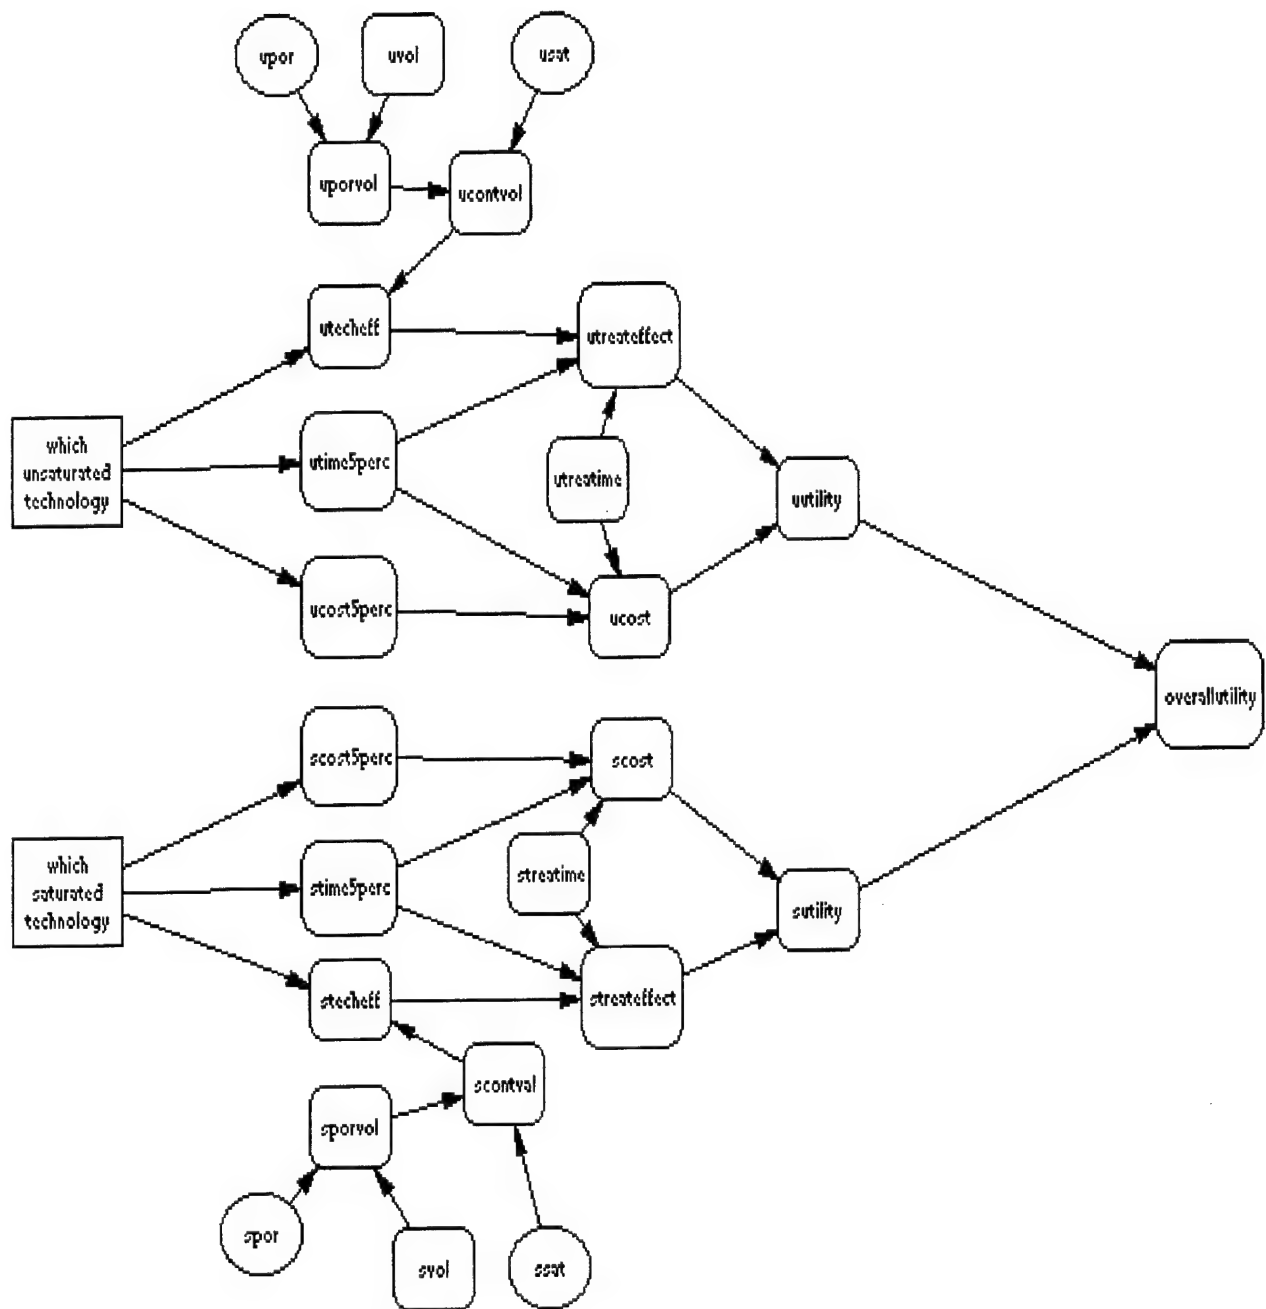 upor
uvol
usat
uporvol
ucontvol
utecheff
utreateffect
which
unsaturated
technology
utime5perc
utreatime
uutility
ucost5perc
ucost
overallutility
scost5perc
scost
which
saturated
technology
stime5perc
streatime
sutility
stecheff
streateffect
scontval
sporvol
spor
svol
ssat